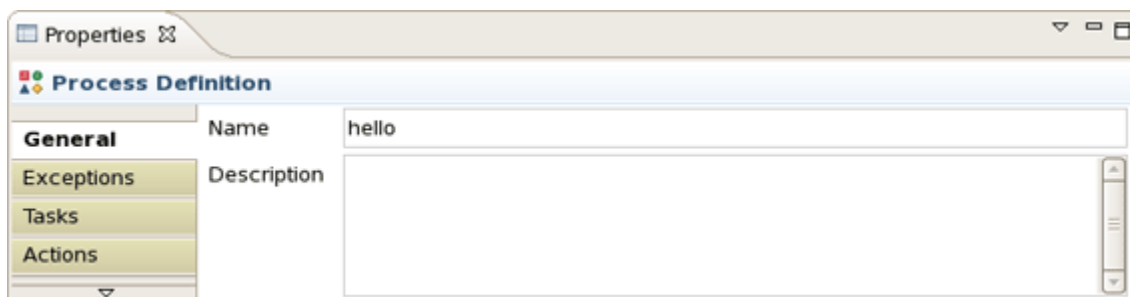 Properties
Process Definition
General
Name
hello
Exceptions
Description
Tasks
Actions